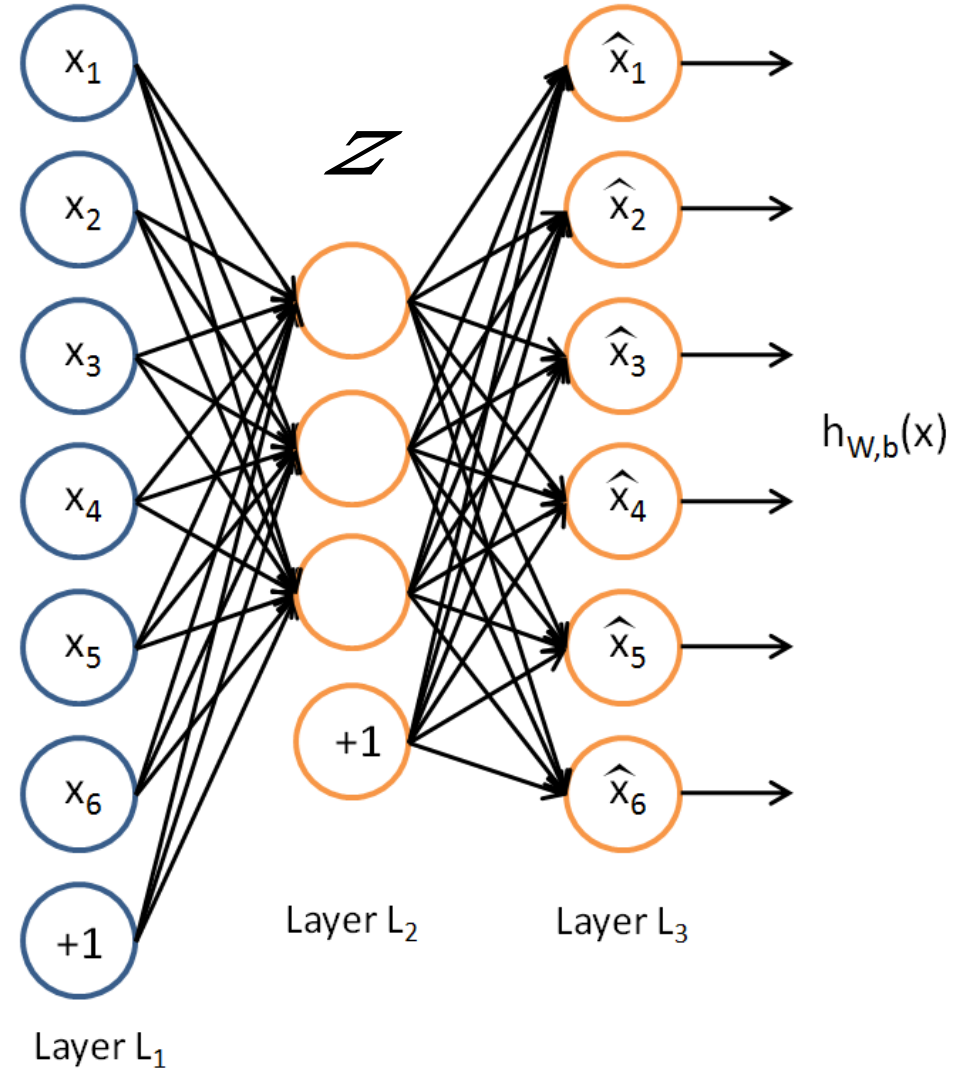 x₁
x₂
x₃
x₄
x₅
x₆
+1
Layer L₁
z
+1
Layer L₂
x̂₁
x̂₂
x̂₃
x̂₄
x̂₅
x̂₆
Layer L₃
h_W,b(x)